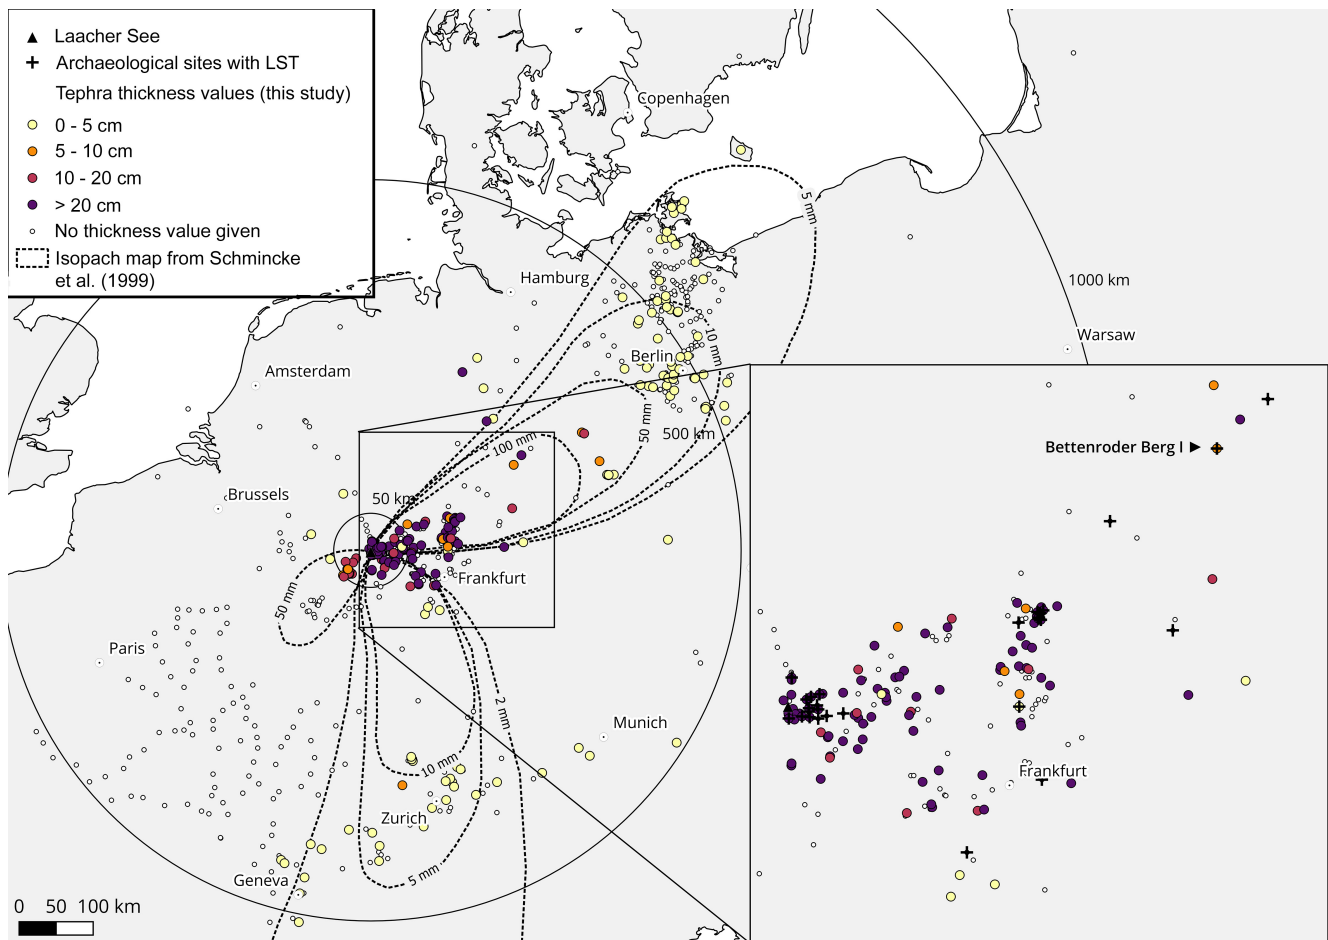 Laacher See
Archaeological sites with LST
Tephra thickness values (this study)
0 - 5 cm
5 - 10 cm
10 - 20 cm
> 20 cm
No thickness value given
Isopach map from Schmincke
et al. (1999)
Copenhagen
5 mm
Hamburg
1000 km
Warsaw
10 mm
Berlin
Amsterdam
50 mm
500 km
100 mm
Bettenroder Berg I
Brussels
50 km
Frankfurt
50 mm
Paris
2 mm
Munich
10 mm
Frankfurt
Zurich
5 mm
Geneva
0 50 100 km